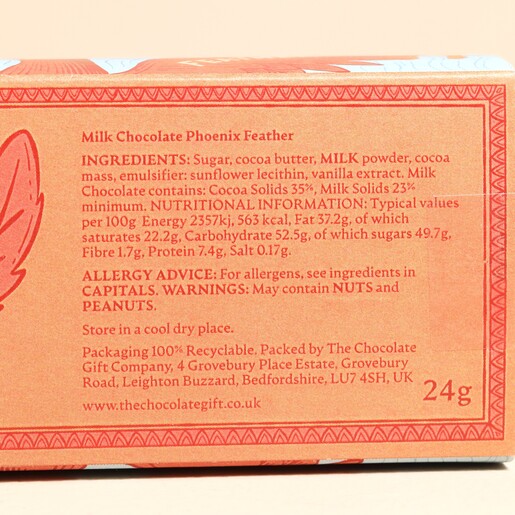 Milk Chocolate Phoenix Feather
INGREDIENTS: Sugar, cocoa butter, MILK powder, cocoa
mass, emulsifier: sunflower lecithin, vanilla extract. Milk
Chocolate contains: Cocoa Solids 35%, Milk Solids 23%
minimum. NUTRITIONAL INFORMATION: Typical values
per 100g Energy 2357kj, 563 kcal, Fat 37.2g, of which
saturates 22.2g, Carbohydrate 52.5g, of which sugars 49.7g,
Fibre 1.7g, Protein 7.4g, Salt 0.17g.
ALLERGY ADVICE: For allergens, see ingredients in
CAPITALS. WARNINGS: May contain NUTS and
PEANUTS.
Store in a cool dry place.
Packaging 100% Recyclable. Packed by The Chocolate
Gift Company, 4 Grovebury Place Estate, Grovebury
Road, Leighton Buzzard, Bedfordshire, LU7 4SH, UK
www.thechocolategift.co.uk
24g